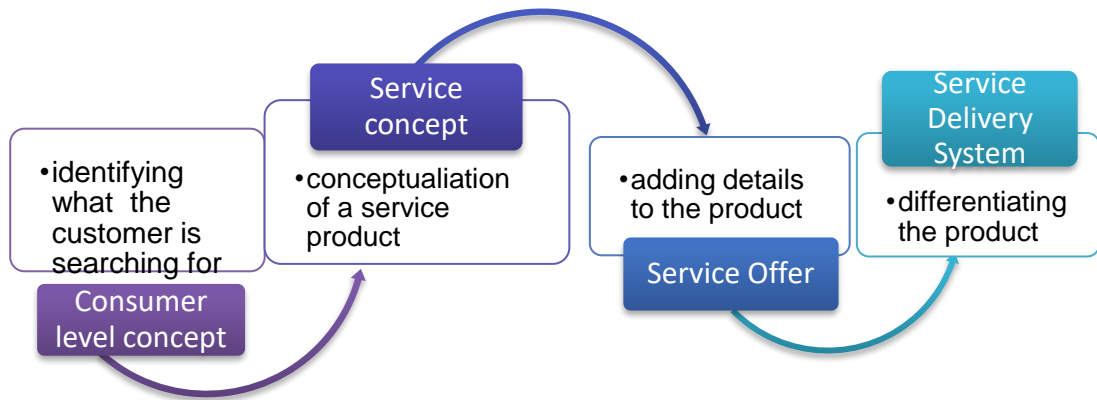 •identifying
what the
customer is
searching for
Consumer
level concept
Service
concept
•conceptualiation
of a service
product
•adding details
to the product
Service Offer
Service
Delivery
System
•differentiating
the product